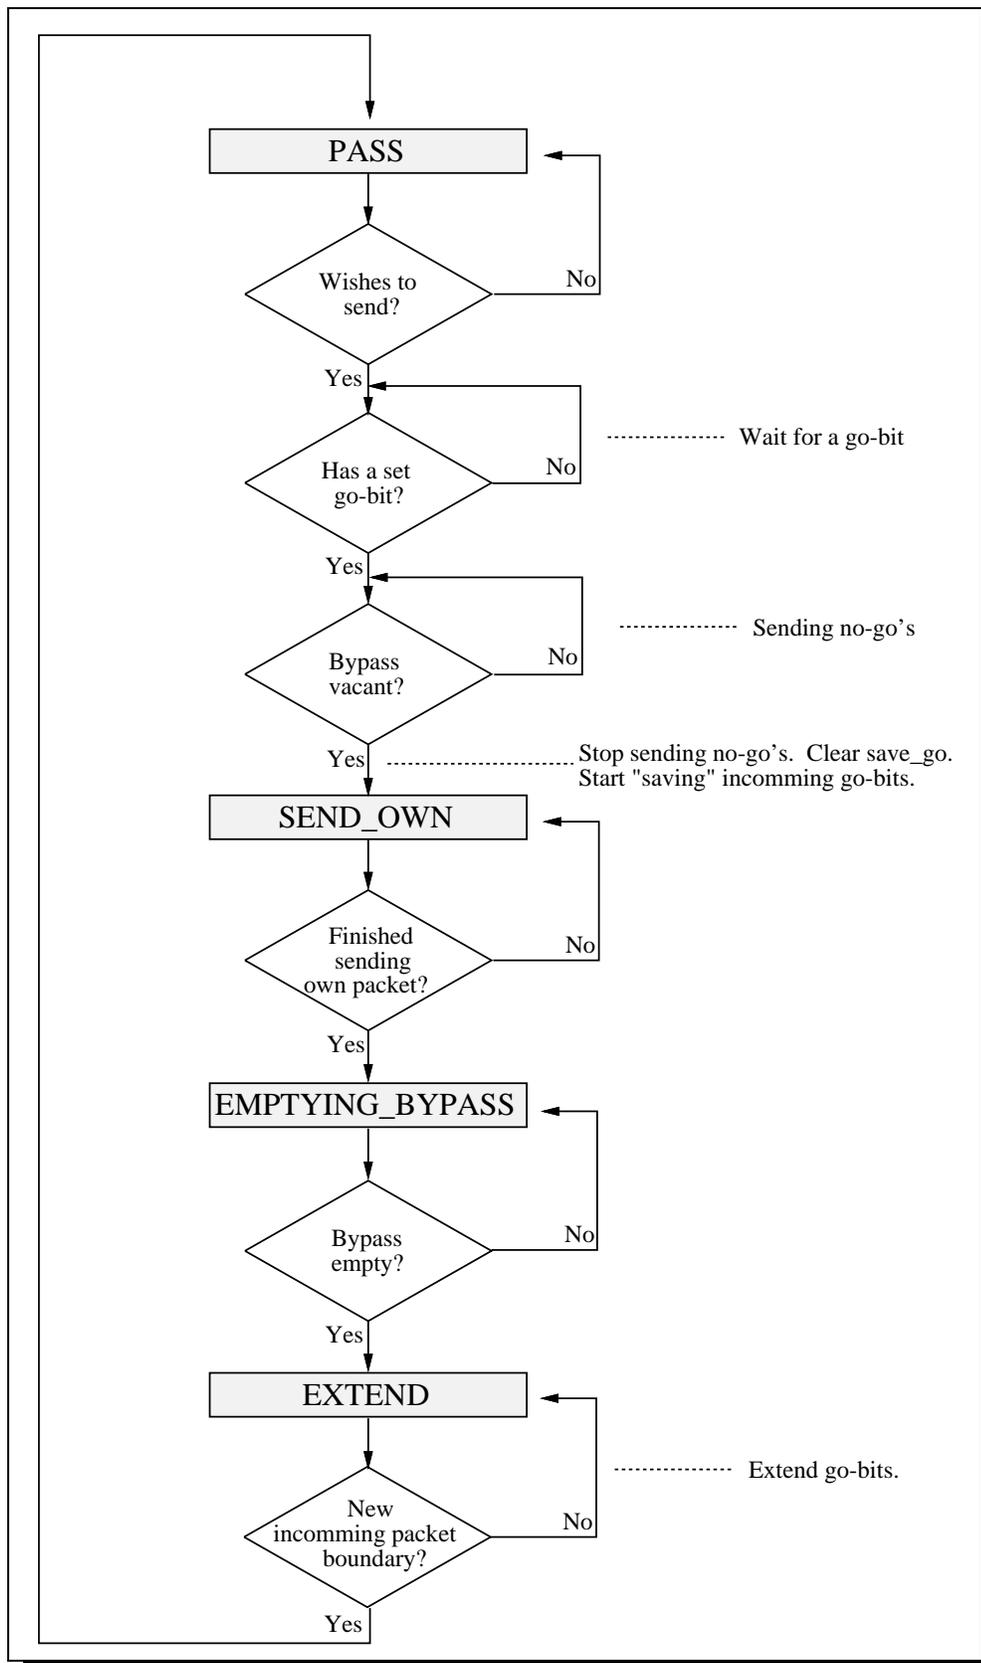 PASS
Wishes to
send?
No
Yes
Has a set
go-bit?
No
Wait for a go-bit
Yes
Bypass
vacant?
No
Sending no-go's
Yes
Stop sending no-go's. Clear save_go.
Start "saving" incomming go-bits.
SEND_OWN
Finished
sending
own packet?
No
Yes
EMPTYING_BYPASS
Bypass
empty?
No
Yes
EXTEND
New
incomming packet
boundary?
No
Extend go-bits.
Yes